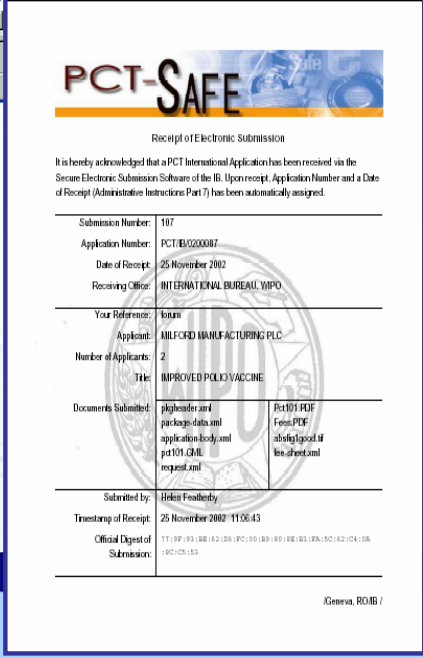 PCT-SAFE
Receipt of Electronic Submission
It is hereby acknowledged that a PCT International Application has been received via the
Secure Electronic Submission Software of the IB. Upon receipt, Application Number and a Date
of Receipt (Administrative Instructions Part 7) has been automatically assigned.
Submission Number: 107
Application Number: PCT/IB/0200087
Date of Receipt: 25 November 2002
Receiving Office: INTERNATIONAL BUREAU, WIPO
Your Reference: forum
Applicant: MILFORD MANUFACTURING PLC
Number of Applicants: 2
Title: IMPROVED POLIO VACCINE
Documents Submitted: pkgheader.xml Pct101.PDF
package-data.xml Fees.PDF
application-body.xml absfig1good.tif
pct101.GML fee-sheet.xml
request.xml
Submitted by: Helen Featherby
Timestamp of Receipt: 25 November 2002 11:06:43
Official Digest of
Submission:
/Geneva, RO/IB /
WIPO